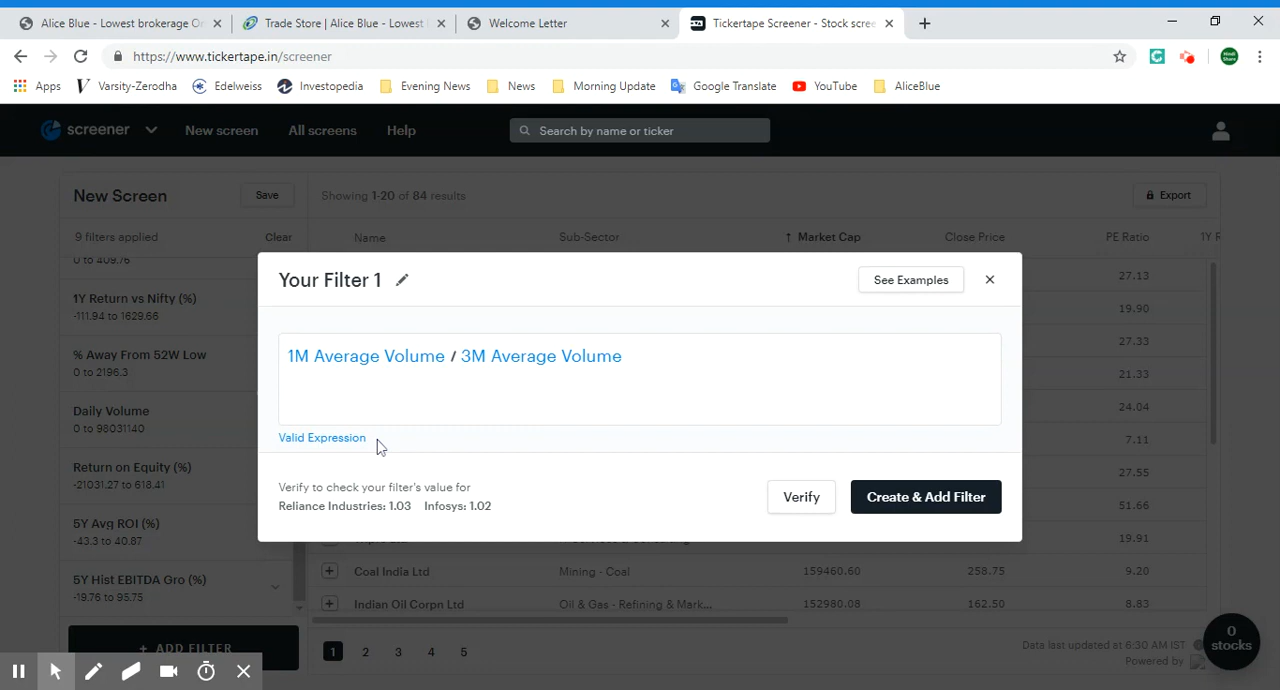 Alice Blue - Lowest brokerage On
Trade Store | Alice Blue - Lowest
Welcome Letter
Tickertape Screener - Stock scree
https://www.tickertape.in/screener
Apps
Varsity-Zerodha
Edelweiss
Investopedia
Evening News
News
Morning Update
Google Translate
YouTube
AliceBlue
screener
New screen
All screens
Help
Search by name or ticker
New Screen
Save
Showing 1-20 of 84 results
Export
9 filters applied
Clear
Name
Sub-Sector
↑ Market Cap
Close Price
PE Ratio
1Y R
0 to 409.76
1Y Return vs Nifty (%)
-111.94 to 1629.66
% Away From 52W Low
0 to 2196.3
Daily Volume
0 to 98031140
Return on Equity (%)
-21031.27 to 618.41
5Y Avg ROI (%)
-43.3 to 40.87
5Y Hist EBITDA Gro (%)
-19.76 to 95.75
+ ADD FILTER
Your Filter 1
See Examples
1M Average Volume / 3M Average Volume
Valid Expression
Verify to check your filter's value for
Reliance Industries: 1.03 Infosys: 1.02
Verify
Create & Add Filter
27.13
19.90
27.33
21.33
24.04
7.11
27.55
51.66
19.91
Coal India Ltd
Mining - Coal
159460.60
258.75
9.20
Indian Oil Corpn Ltd
Oil & Gas - Refining & Mark...
152980.08
162.50
8.83
1 2 3 4 5
Data last updated at 6:30 AM IST
Powered by
0
stocks